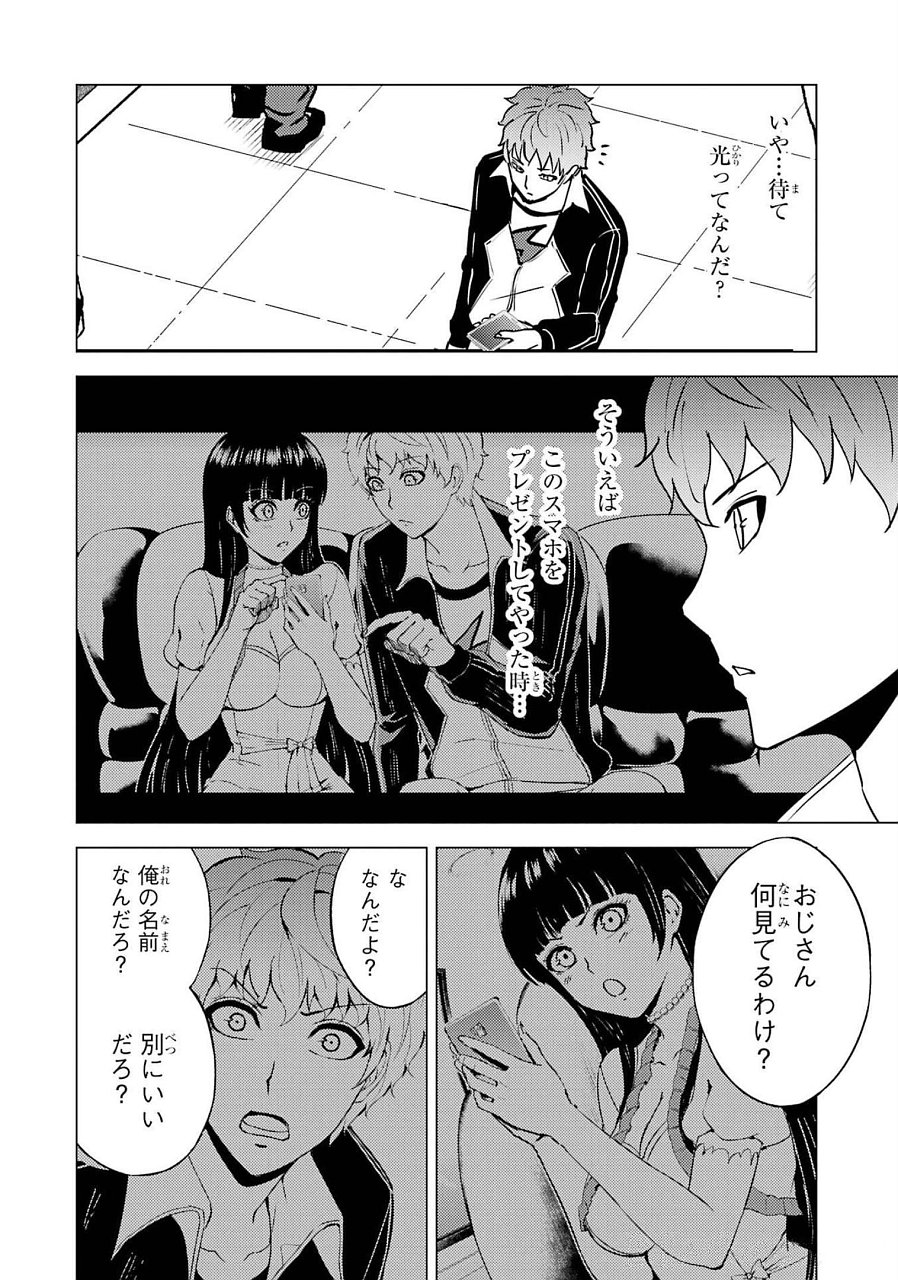 いや…待て
光ってなんだ？
そういえば
このスマホを
プレゼントしてやった時…
おじさん
何見てるわけ？
な
なんだよ？
俺の名前
なんだろ？
別にいい
だろ？